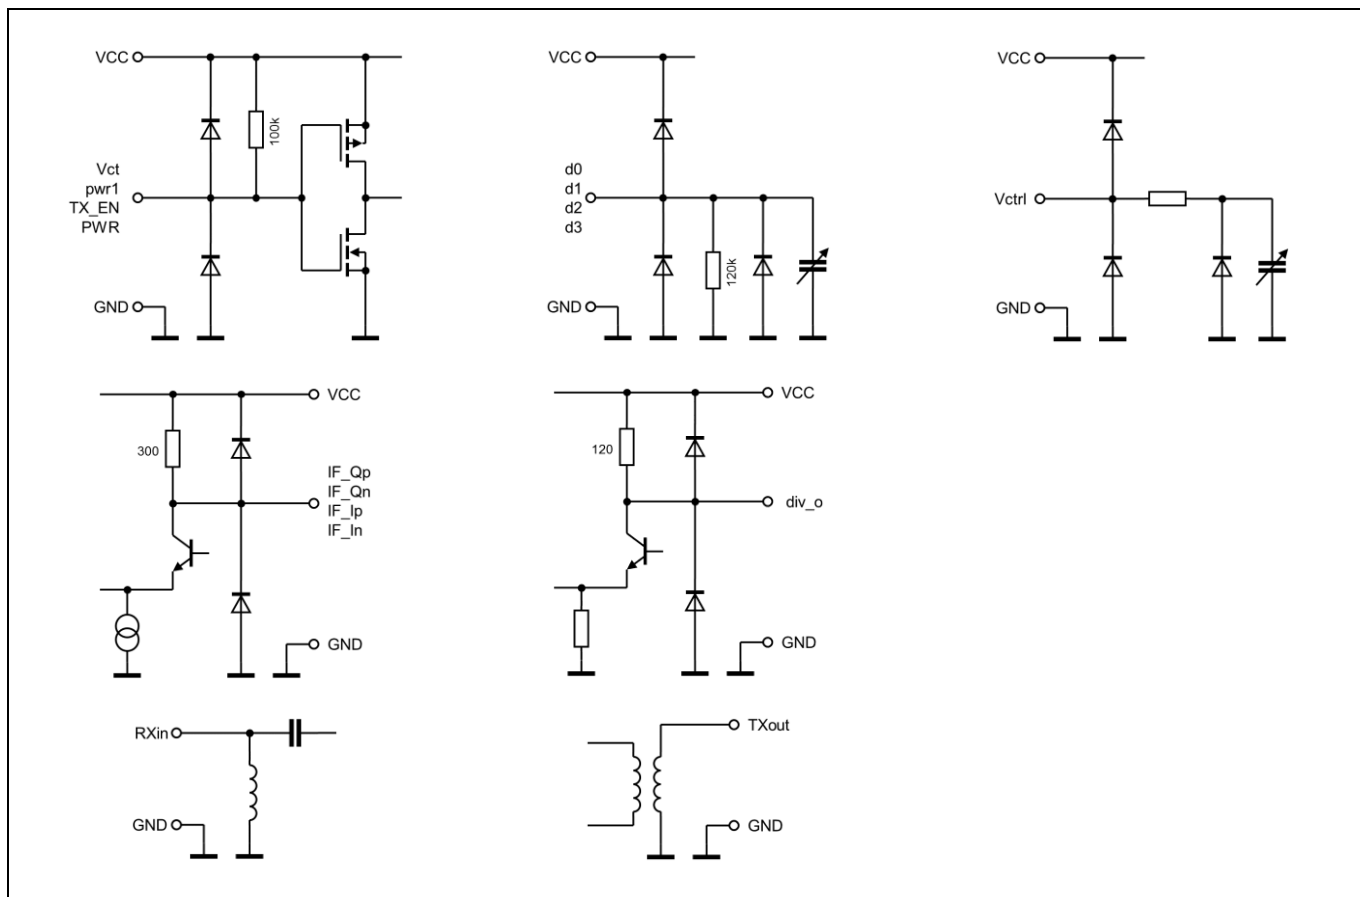 VCC
100k
Vct
pwr1
TX_EN
PWR
GND
VCC
d0
d1
d2
d3
120k
GND
VCC
Vctrl
GND
VCC
300
IF_Qp
IF_Qn
IF_Ip
IF_In
GND
VCC
120
div_o
GND
RXin
GND
TXout
GND